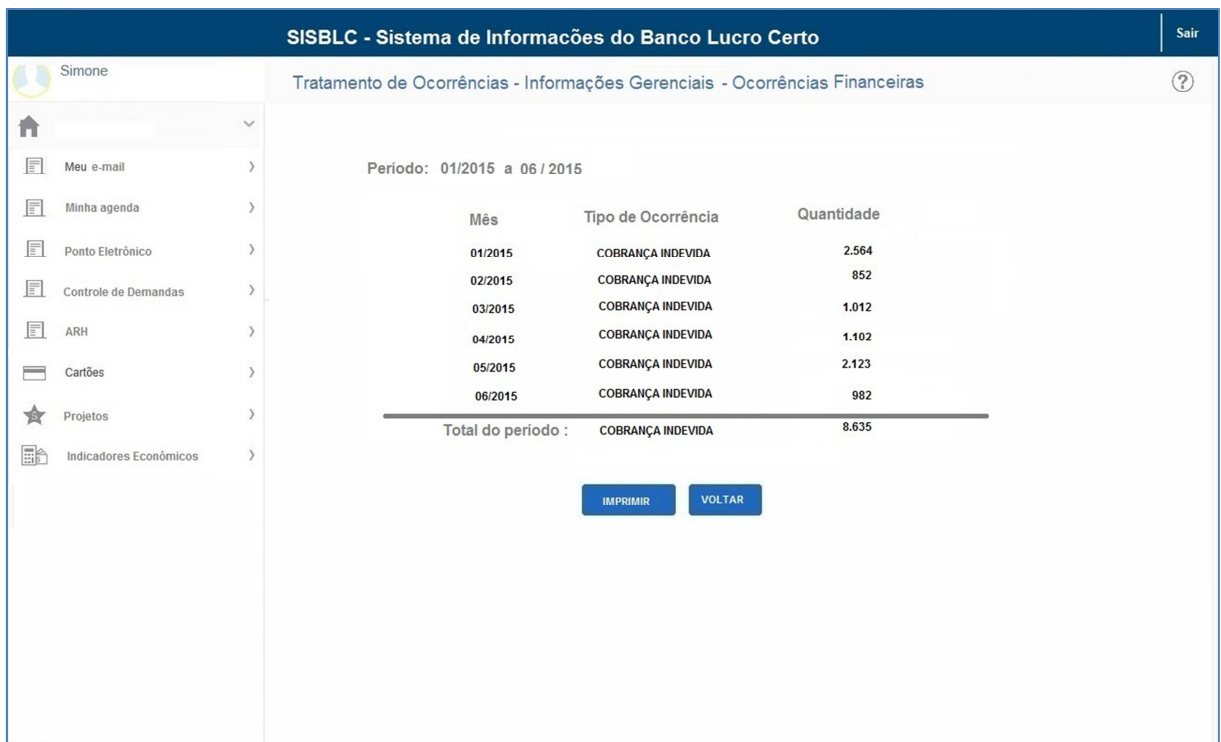 SISBLC - Sistema de Informacões do Banco Lucro Certo
Sair
Simone
Tratamento de Ocorrências - Informações Gerenciais - Ocorrências Financeiras
?
Meu e-mail
Minha agenda
Ponto Eletrônico
Controle de Demandas
ARH
Cartões
S
Projetos
Indicadores Econômicos
Período: 01/2015 a 06 / 2015
Mês Tipo de Ocorrência Quantidade
01/2015 COBRANÇA INDEVIDA 2.564
02/2015 COBRANÇA INDEVIDA 852
03/2015 COBRANÇA INDEVIDA 1.012
04/2015 COBRANÇA INDEVIDA 1.102
05/2015 COBRANÇA INDEVIDA 2.123
06/2015 COBRANÇA INDEVIDA 982
Total do periodo : COBRANÇA INDEVIDA 8.635
IMPRIMIR VOLTAR